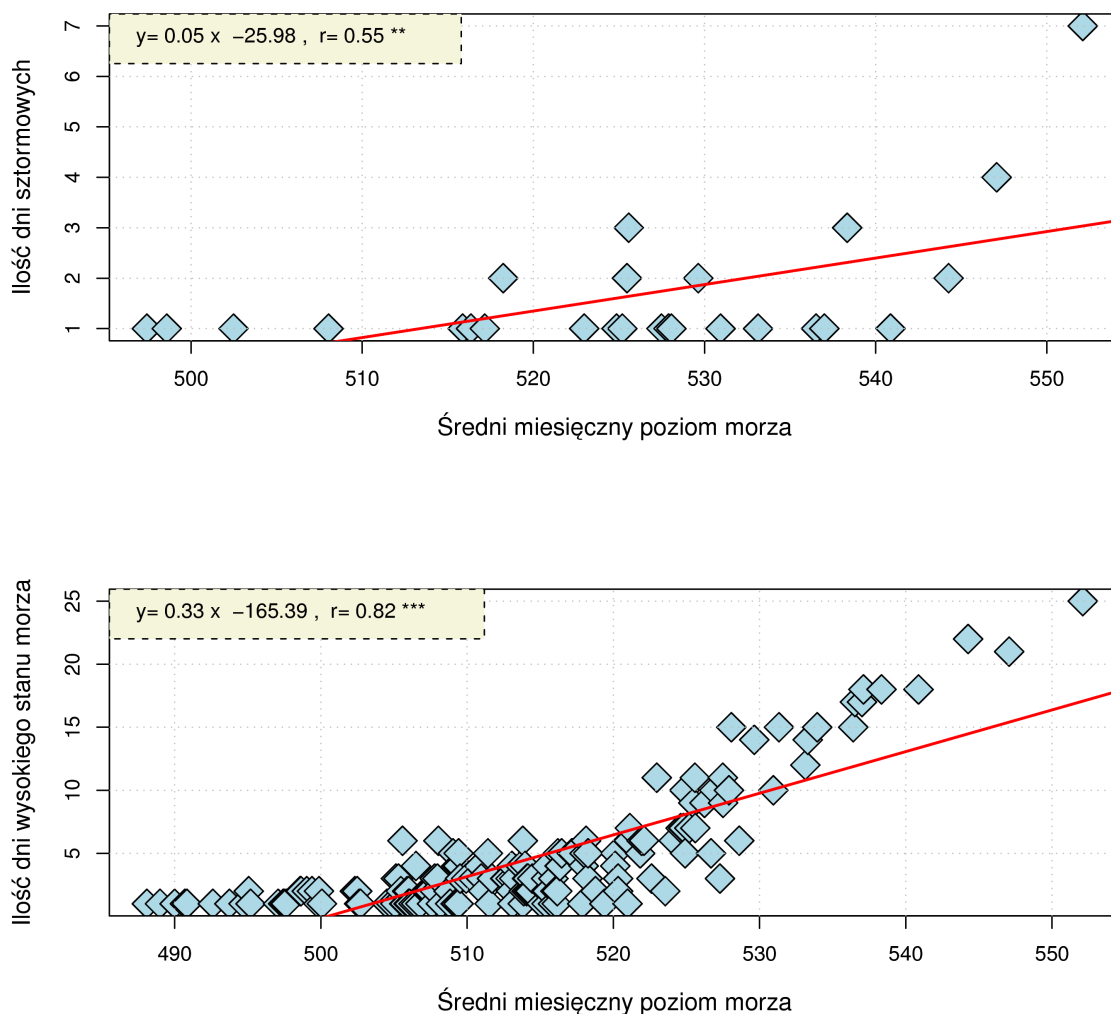 y= 0.05 x −25.98 , r= 0.55 **
Ilość dni sztormowych
7
6
5
4
3
2
1
500 510 520 530 540 550
Średni miesięczny poziom morza
y= 0.33 x −165.39 , r= 0.82 ***
Ilość dni wysokiego stanu morza
25
20
15
10
5
490 500 510 520 530 540 550
Średni miesięczny poziom morza